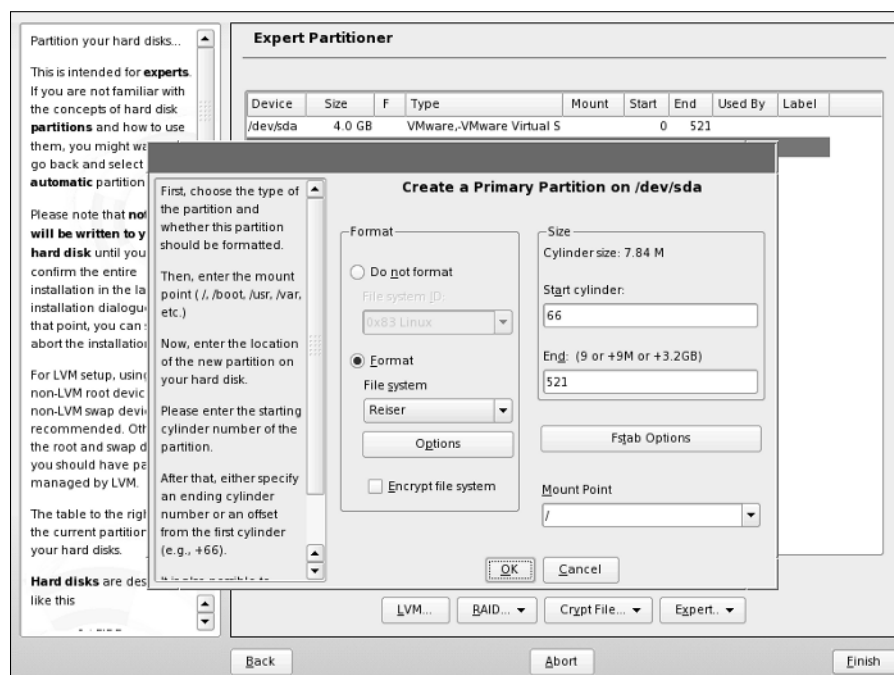 Partition your hard disks...
This is intended for experts.
If you are not familiar with
the concepts of hard disk
partitions and how to use
them, you might
go back and select
automatic partition
Please note that
will be written to y
hard disk until you
confirm the entire
installation in the la
installation dialogu
that point, you can
abort the installation
For LVM setup, using
non-LVM root devic
non-LVM swap devi
recommended. Oth
the root and swap d
you should have pa
managed by LVM.
The table to the righ
the current partition
your hard disks.
Hard disks are des
like this
Expert Partitioner
Device Size F Type Mount Start End Used By Label
/dev/sda 4.0 GB VMware,-VMware Virtual S 0 521
First, choose the type of
the partition and
whether this partition
should be formatted.
Then, enter the mount
point ( /, /boot, /usr, /var,
etc.)
Now, enter the location
of the new partition on
your hard disk.
Please enter the starting
cylinder number of the
partition.
After that, either specify
an ending cylinder
number or an offset
from the first cylinder
(e.g., +66).
It is also possible to
Create a Primary Partition on /dev/sda
Format
Do not format
File system ID:
0x83 Linux
Format
File system
Reiser
Options
Encrypt file system
Size
Cylinder size: 7.84 M
Start cylinder:
66
End: (9 or +9M or +3.2GB)
521
Fstab Options
Mount Point
/
OK Cancel
LVM... RAID... Crypt File... Expert..
Back Abort Finish